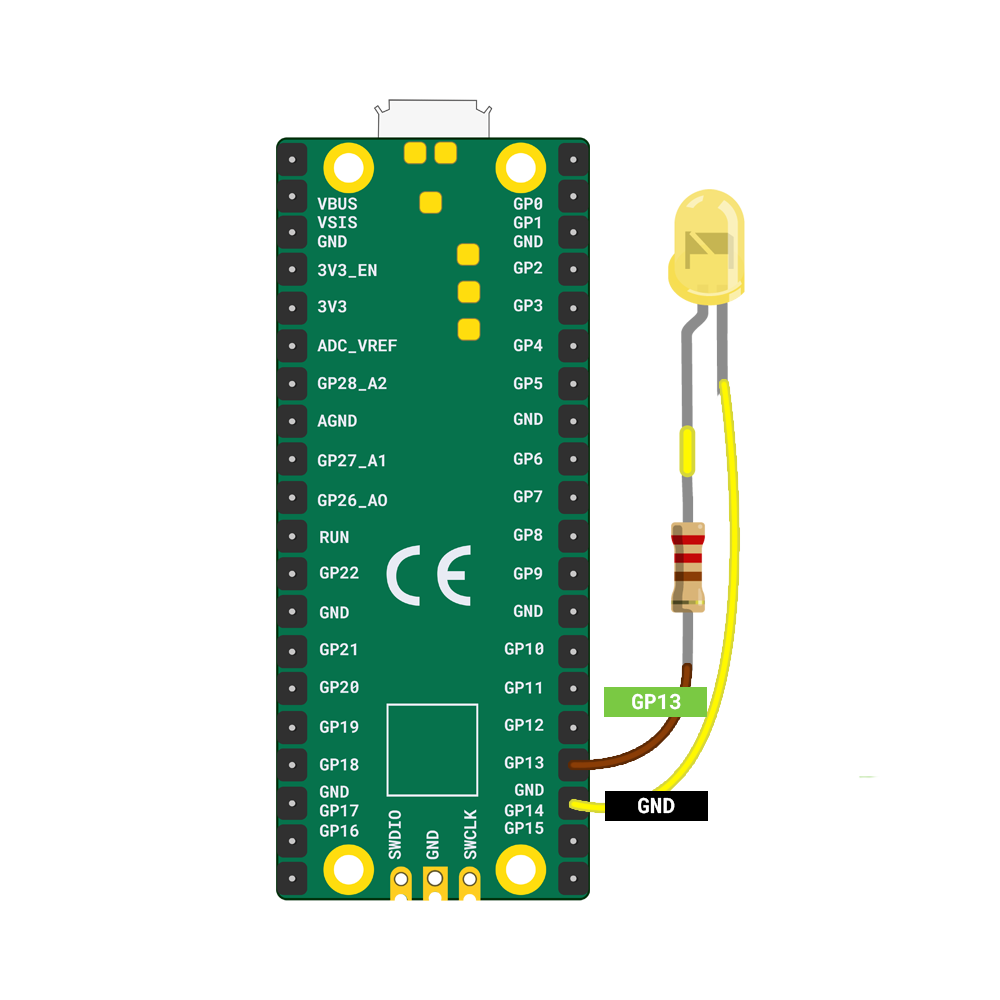 VBUS
VSIS
GND
3V3_EN
3V3
ADC_VREF
GP28_A2
AGND
GP27_A1
GP26_AO
RUN
GP22
GND
GP21
GP20
GP19
GP18
GND
GP17
GP16
GP0
GP1
GND
GP2
GP3
GP4
GP5
GND
GP6
GP7
GP8
GP9
GND
GP10
GP11
GP12
GP13
GND
GP14
GP15
CE
SWDIO
GND
SWCLK
GP13
GND